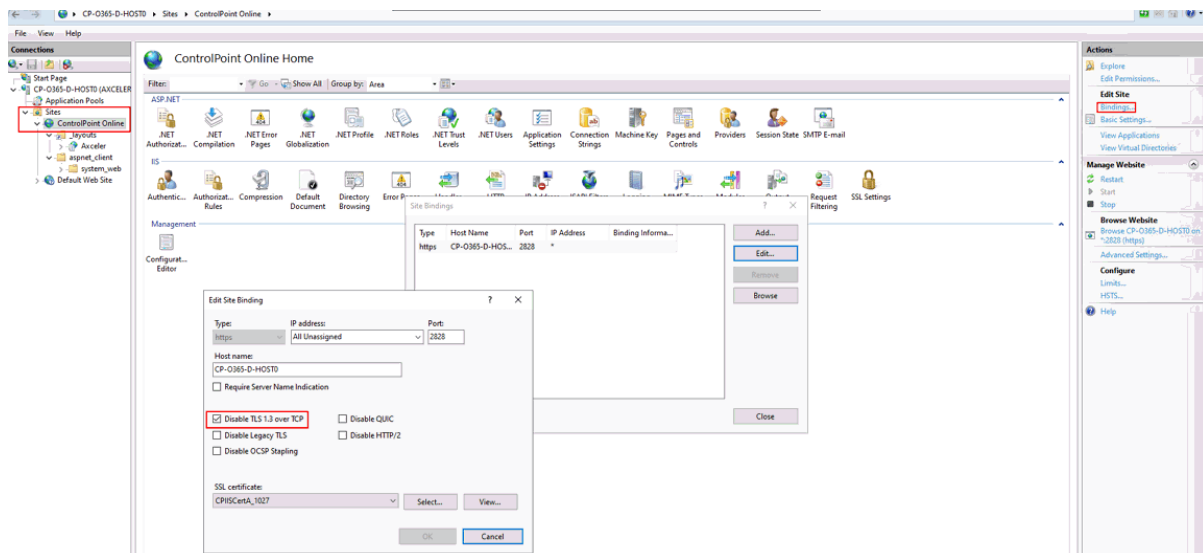 CP-O365-D-HOST0 ▸ Sites ▸ ControlPoint Online ▸
File View Help
Connections
Start Page
CP-O365-D-HOST0 (AXCELER
Application Pools
Sites
ControlPoint Online
_layouts
Axceler
aspnet_client
system_web
Default Web Site
ControlPoint Online Home
Filter: Go Show All Group by: Area
ASP.NET
.NET Authorizat...
.NET Compilation
.NET Error Pages
.NET Globalization
.NET Profile
.NET Roles
.NET Trust Levels
.NET Users
Application Settings
Connection Strings
Machine Key
Pages and Controls
Providers
Session State
SMTP E-mail
IIS
Authentic...
Authorizat... Rules
Compression
Default Document
Directory Browsing
Error P
Request Filtering
SSL Settings
Management
Configurat... Editor
Site Bindings ? ×
Type Host Name Port IP Address Binding Informa...
https CP-O365-D-HOS... 2828 *
Add...
Edit...
Remove
Browse
Close
Edit Site Binding ? ×
Type: IP address: Port:
https All Unassigned 2828
Host name:
CP-O365-D-HOST0
Require Server Name Indication
Disable TLS 1.3 over TCP Disable QUIC
Disable Legacy TLS Disable HTTP/2
Disable OCSP Stapling
SSL certificate:
CPIISCertA_1027 Select... View...
OK Cancel
Actions
Explore
Edit Permissions...
Edit Site
Bindings...
Basic Settings...
View Applications
View Virtual Directories
Manage Website
Restart
Start
Stop
Browse Website
Browse CP-O365-D-HOST0 on
*:2828 (https)
Advanced Settings...
Configure
Limits...
HSTS...
Help